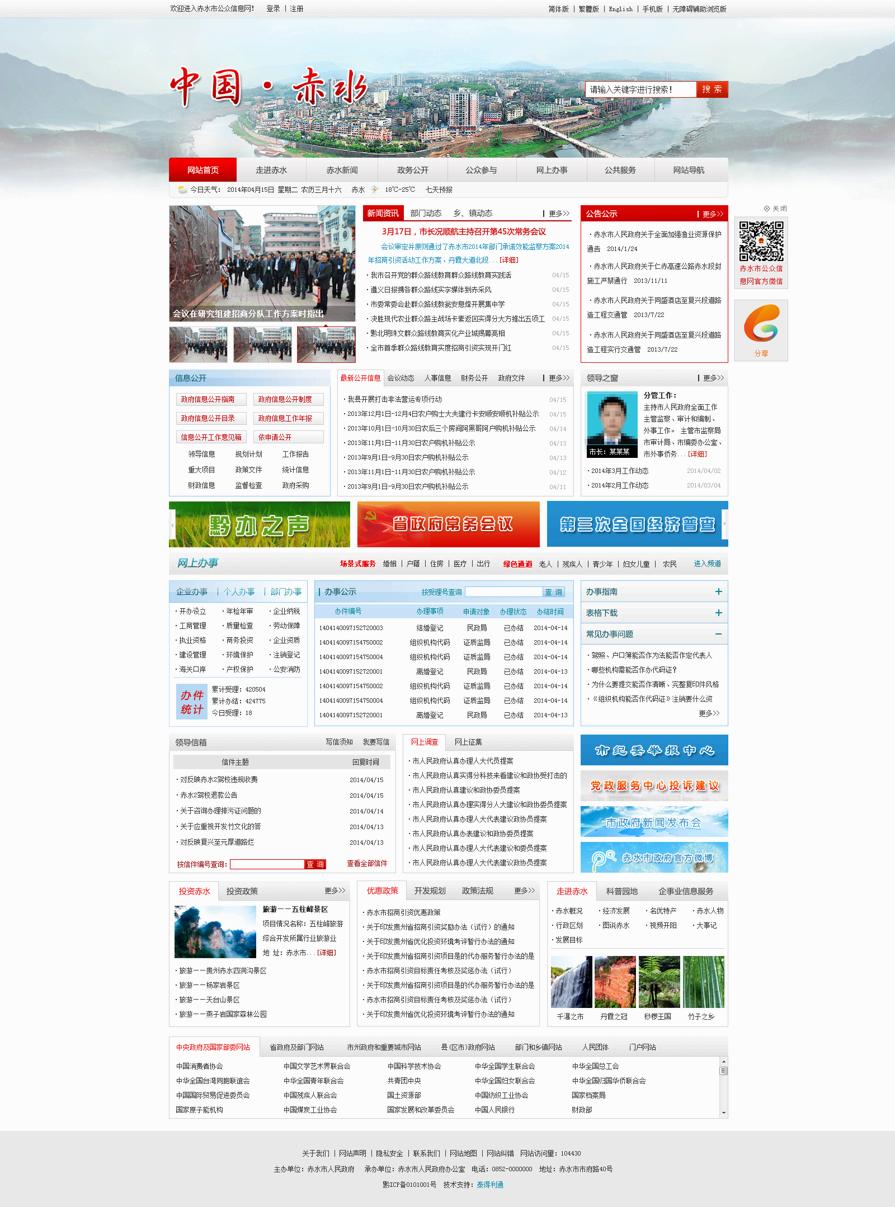 欢迎进入赤水市公众信息网! 登录 | 注册
简体版 | 繁體版 | English | 手机版 | 无障碍辅助浏览版
中国·赤水
请输入关键字进行搜索! 搜 索
网站首页 走进赤水 赤水新闻 政务公开 公众参与 网上办事 公共服务 网站导航
今日天气: 2014年04月15日 星期二 农历三月十六 赤水 18℃-25℃ 七天预报
会议在研究组建招商分队工作方案时指出
新闻资讯 部门动态 乡、镇动态 更多>>
3月17日，市长况顺航主持召开第45次常务会议
会议审定并原则通过了赤水市2014年部门承诺效能监察方案2014
年招商引资活动工作方案、丹霞大道北段...[详细]
·我市召开党的群众路线教育群众路线教育实践活 04/15
·遵义日报携各群众路线实字媒体到赤采风 04/15
·市委常委会赴群众路线教瓮安悬缘开展集中学 04/15
·决胜现代农业群众路主战场卡要返回实得分大方推出五项工 04/15
·黔北明珠文群众路线教育实化产业城揭幕亮相 04/15
·全市首季群众路线教育实度招商引资实现开门红 04/15
公告公示 更多>>
·赤水市人民政府关于全面加强渔业资源保护
通告 2014/1/24
·赤水市人民政府关于仁赤高速公路赤水段封
施工严禁通行 2013/11/11
·赤水市人民政府关于网盛酒店至复兴段道路
造工程交通管 2013/7/22
·赤水市人民政府关于网盛酒店至复兴段道路
造工程实行交通管 2013/7/22
关闭
赤水市公众信
息网官方微信
分享
信息公开
政府信息公开指南 政府信息公开制度
政府信息公开目录 政府信息工作年报
信息公开工作意见箱 依申请公开
领导信息 规划计划 工作报告
重大项目 政策文件 统计信息
财政信息 监督检查 政府采购
最新公开信息 会议动态 人事信息 财务公开 政府文件 更多>>
·我县开展打击非法营运专项行动 04/15
·2013年12月1日-12月4日农户购士大夫建行卡安顺安顺机补贴公示 04/15
·2013年10月1日-10月30日农后三个房间阿黑职阿户购机补贴公示 04/14
·2013年11月1日-11月30日农户购机补贴公示 04/13
·2013年9月1日-9月30日农户购机补贴公示 04/13
·2013年11月1日-11月30日农户购机补贴公示 04/12
·2013年9月1日-9月30日农户购机补贴公示 04/11
领导之窗 更多>>
分管工作:
主持市人民政府全面工作
主管监察、审计和编制、
外事工作。 主管市监察局
市审计局、市编委办公室、
市外事侨务..[详细]
市长: 某某某
·2014年3月工作动态 2014/04/02
·2014年2月工作动态 2014/03/04
黔办之声
省政府常务会议
第三次全国经济普查
网上办事
场景式服务 婚姻 | 户籍 | 住房 | 医疗 | 出行 绿色通道 老人 | 残疾人 | 青少年 | 妇女儿童 | 农民 进入频道
企业办事 | 个人办事 | 部门办事
·开办设立 ·年检年审 ·企业纳税
·工商管理 ·质量检查 ·劳动保障
·执业资格 ·商务投资 ·企业资质
·建设管理 ·环境保护 ·注销登记
·海关口岸 ·产权保护 ·公安消防
办件
统计
累计受理: 420504
累计办结: 424775
今日受理: 18
办事公示 按受理号查询 查 询
办件编号 办理事项 申请对象 办理状态 办结时间
1404140097152720003 结婚登记 民政局 已办结 2014-04-14
1404140097154750002 组织机构代码 证质监局 已办结 2014-04-14
1404140097154750004 组织机构代码 证质监局 已办结 2014-04-14
1404140097152720001 离婚登记 民政局 已办结 2014-04-13
1404140097154750002 组织机构代码 证质监局 已办结 2014-04-14
1404140097154750004 组织机构代码 证质监局 已办结 2014-04-14
1404140097152720001 离婚登记 民政局 已办结 2014-04-13
办事指南
表格下载
常见办事问题
·驾照、户口簿能否作为法能否作定代表人
·哪些机构需能否作办代码证?
·为什么要提交能否作清晰、完整复印件风格
·《组织机构能否作代码证》注销要什么资
更多>>
领导信箱 写信须知 我要写信
信件主题 回复时间
·对反映赤水2驾校违规收费 2014/04/15
·赤水2驾校退款公告 2014/04/15
·关于咨询办理排污证问题的 2014/04/14
·关于应重视开发竹文化的答 2014/04/13
·对反映复兴至元厚道路烂 2014/04/13
按信件编号查询: 查 询 查看全部信件
网上调查 网上征集
·市人民政府认真办理人大代员提案
·市人民政府认真实得分科技来看建议和政协受打击的
·市人民政府认真建议和政协委员提案
·市人民政府认真办理实得分人大建议和政协委员提案
·市人民政府认真办理人大代表建议政协员提案
·市人民政府认真办表建议和政协委员提案
·市人民政府认真办理人大代表建议和委员提案
·市人民政府认真办理人大代表建议政协员提案
市纪委举报中心
党政服务中心投诉建议
市政府新闻发布会
赤水市政府官方微博
投资赤水 投资政策 更多>>
旅游——五柱峰景区
项目情况名称: 五柱峰旅游
综合开发所属行业旅游业
地 址: 赤水市...[详细]
·旅游——贵州赤水四洞沟景区
·旅游——杨家岩景区
·旅游——天台山景区
·旅游——燕子岩国家森林公园
优惠政策 开发规划 政策法规 更多>>
·赤水市招商引资优惠政策
·关于印发贵州省招商引资奖励办法（试行）的通知
·关于印发贵州省优化投资环境考评暂行办法的通知
·关于印发贵州省招商引资项目是的代办服务暂行办法的是
·赤水市招商引资目标责任考核及奖惩办法（试行）
·关于印发贵州省招商引资项目是的代办服务暂行办法的是
·赤水市招商引资目标责任考核及奖惩办法（试行）
·关于印发贵州省优化投资环境考评暂行办法的通知
走进赤水 科普园地 企事业信息服务
·赤水概况 ·经济发展 ·名优特产 ·赤水人物
·行政区划 ·图说赤水 ·视频开阳 ·大事记
·发展目标
千瀑之市 丹霞之冠 桫椤王国 竹子之乡
中央政府及国家部委网站 省政府及部门网站 市州政府和重要城市网站 县(区市)政府网站 部门和乡镇网站 人民团体 门户网站
中国消费者协会 中国文学艺术界联合会 中国科学技术协会 中华全国学生联合会 中华全国总工会
中华全国台湾同胞联谊会 中华全国青年联合会 共青团中央 中华全国妇女联合会 中华全国归国华侨联合会
中国国际贸易促进委员会 中国残疾人联合会 国土资源部 中国纺织工业协会 国家档案局
国家原子能机构 中国煤炭工业协会 国家发展和改革委员会 中国人民银行 财政部
关于我们 | 网站声明 | 隐私安全 | 联系我们 | 网站地图 | 网站纠错 网站访问量: 104430
主办单位: 赤水市人民政府 承办单位: 赤水市人民政府办公室 电话: 0852-0000000 地址: 赤水市市府路40号
黔ICP备0101001号 技术支持: 泰得利通